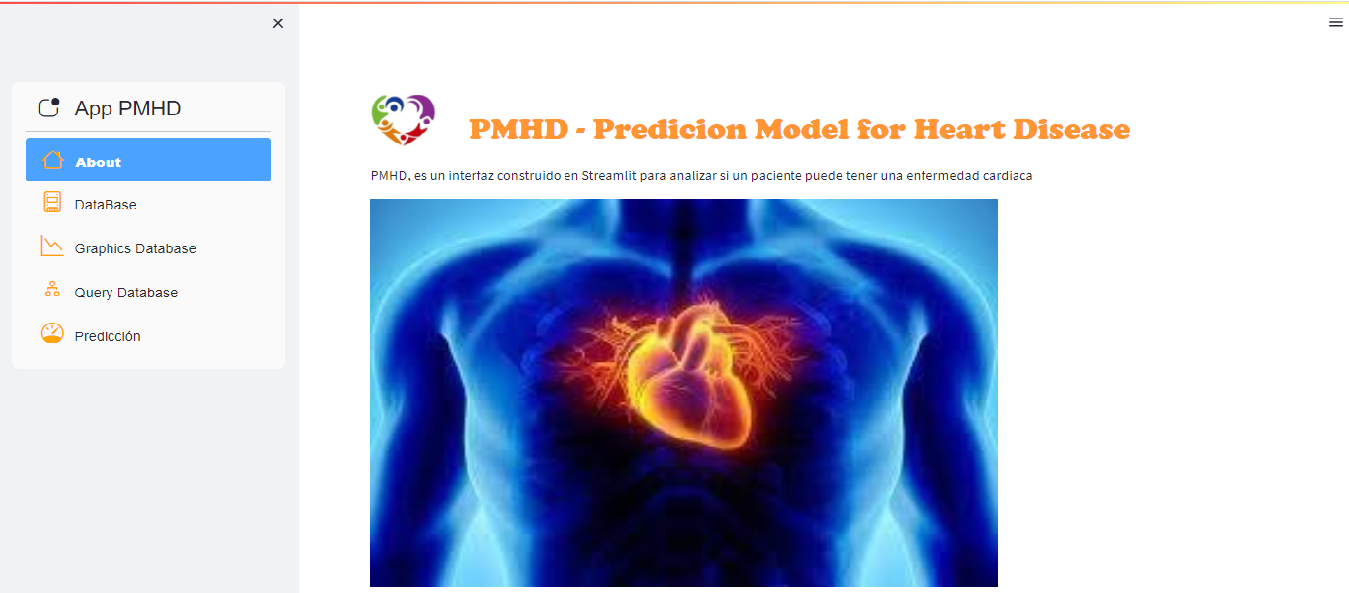 App PMHD
About
DataBase
Graphics Database
Query Database
Predicción
PMHD - Predicion Model for Heart Disease
PMHD, es un interfaz construido en Streamlit para analizar si un paciente puede tener una enfermedad cardiaca